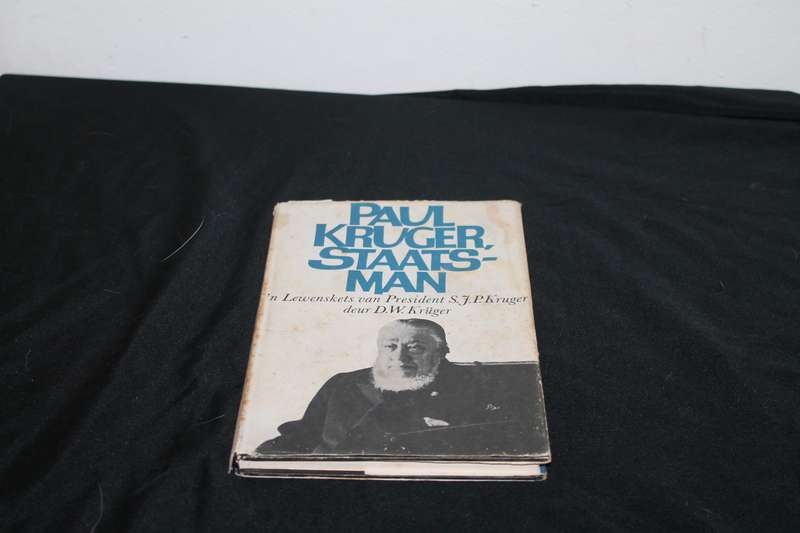 PAUL
KRUGER,
STAATS-
MAN
'n Lewenskets van President S.J.P. Kruger
deur D.W. Krüger